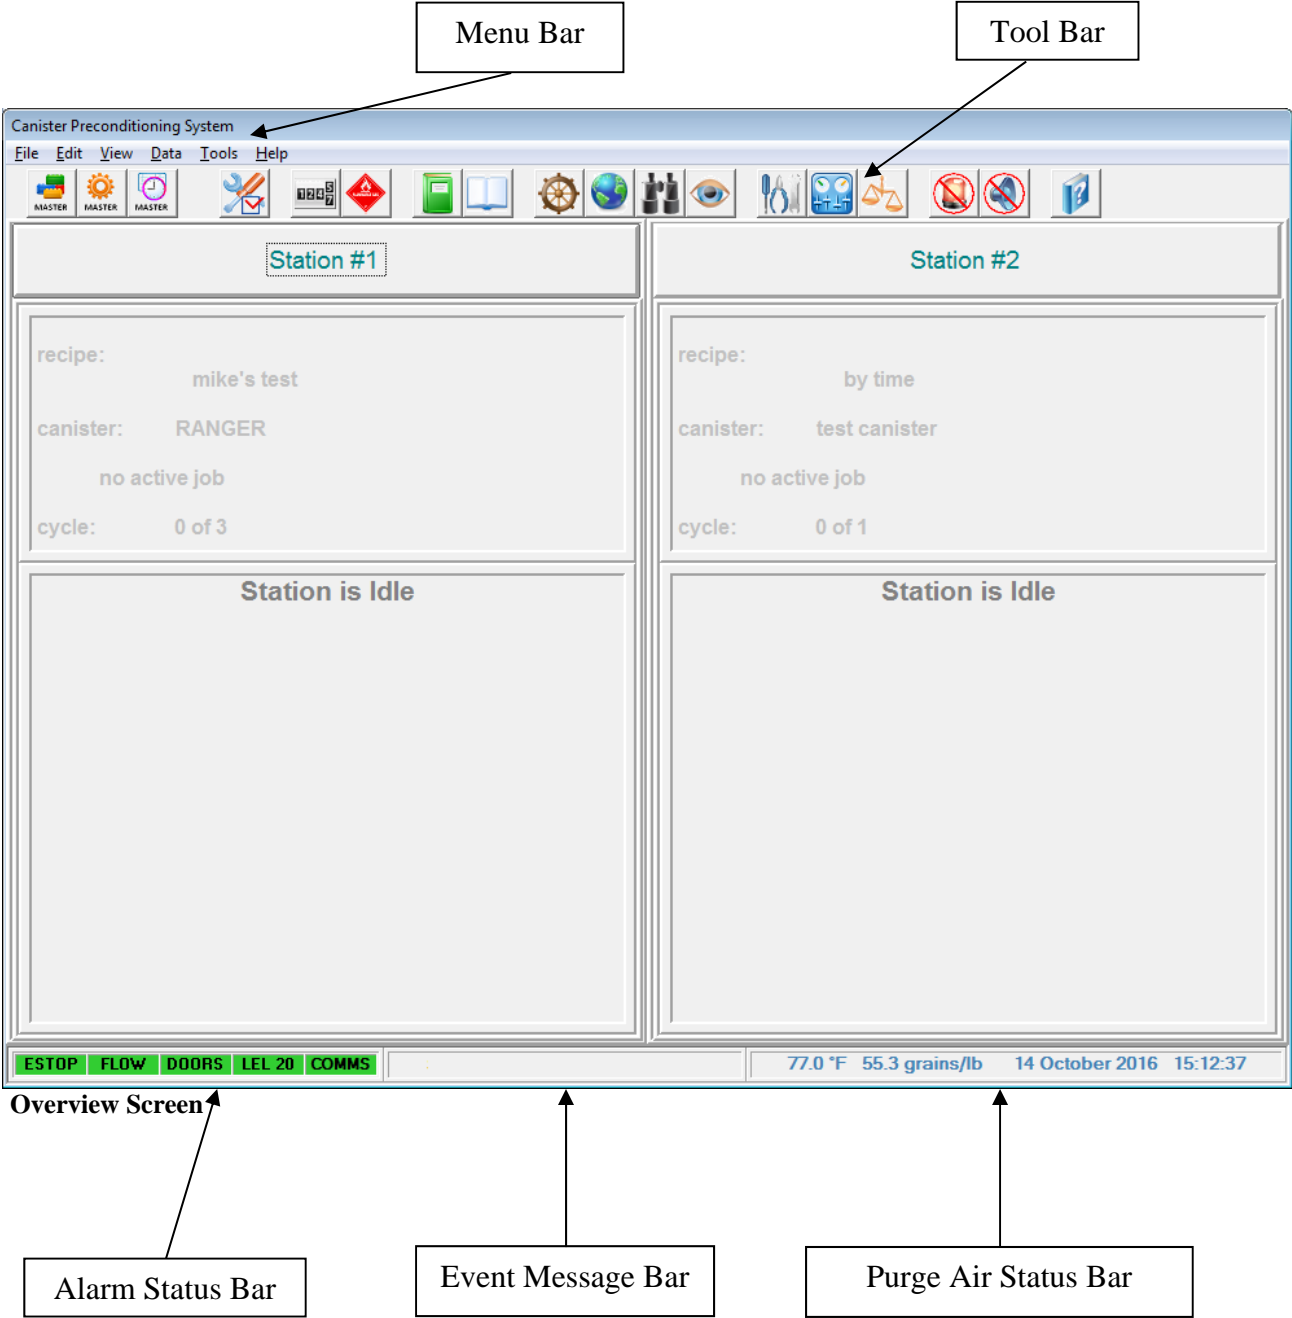 Menu Bar
Tool Bar
Canister Preconditioning System
File Edit View Data Tools Help
MASTER MASTER MASTER
Station #1
Station #2
recipe:
mike's test
canister: RANGER
no active job
cycle: 0 of 3
recipe:
by time
canister: test canister
no active job
cycle: 0 of 1
Station is Idle
Station is Idle
ESTOP FLOW DOORS LEL 20 COMMS
77.0 °F 55.3 grains/lb 14 October 2016 15:12:37
Overview Screen
Alarm Status Bar
Event Message Bar
Purge Air Status Bar